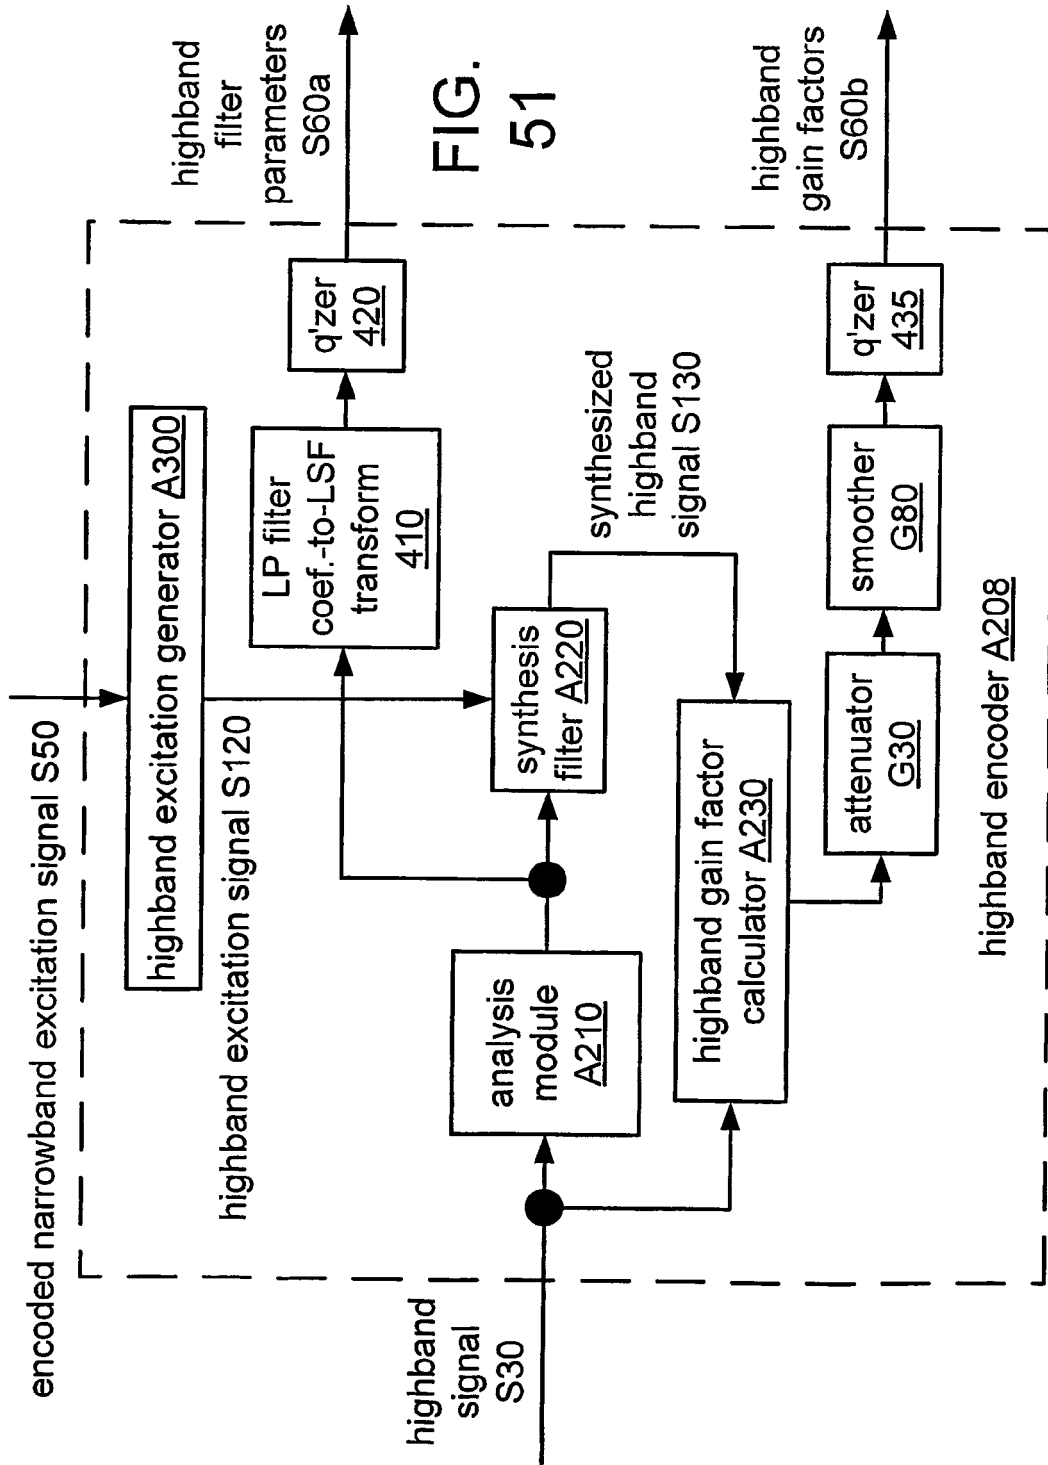 encoded narrowband excitation signal S50
highband excitation generator A300
highband excitation signal S120
highband
filter
parameters
S60a
LP filter
coef.-to-LSF
transform
410
q'zer
420
FIG.
51
highband
signal
S30
analysis
module
A210
synthesis
filter A220
synthesized
highband
signal S130
highband gain factor
calculator A230
attenuator
G30
smoother
G80
q'zer
435
highband
gain factors
S60b
highband encoder A208